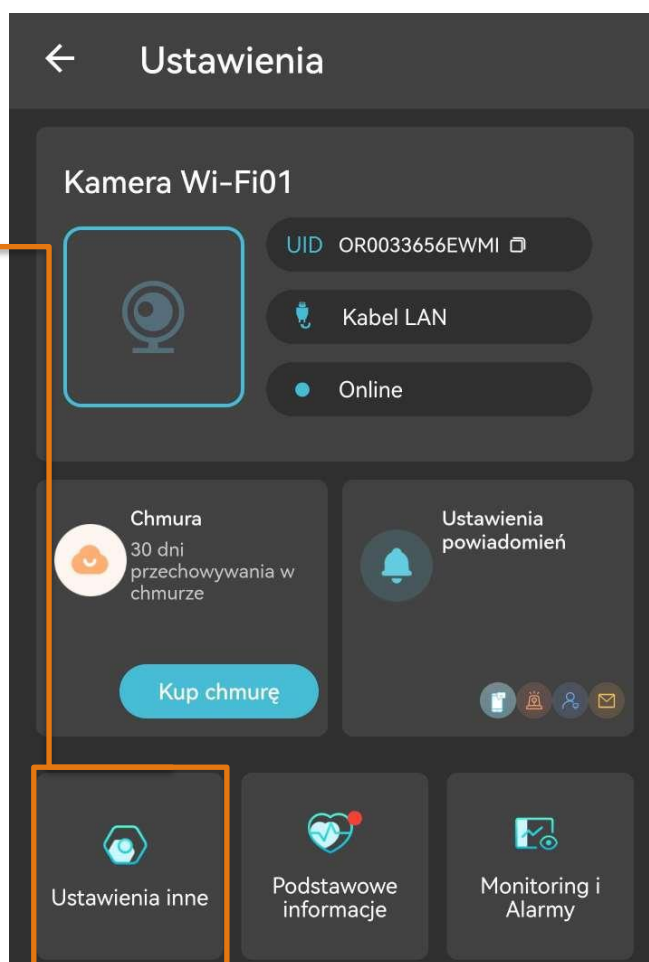 Ustawienia
Kamera Wi-Fi01
UID OR0033656EWMI
Kabel LAN
Online
Chmura
30 dni
przechowywania w
chmurze
Kup chmurę
Ustawienia
powiadomień
Ustawienia inne
Podstawowe
informacje
Monitoring i
Alarmy